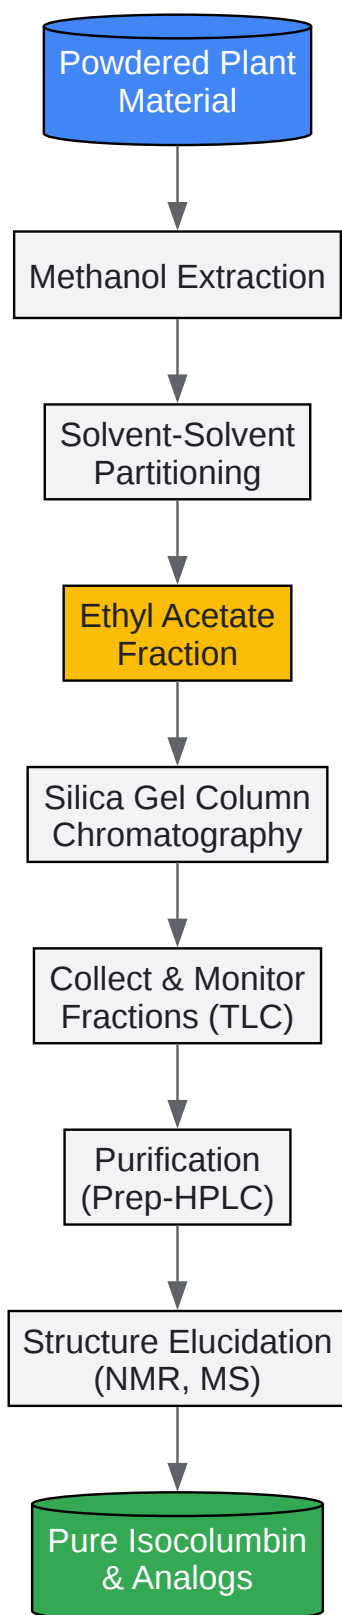 Powdered Plant
Material
Methanol Extraction
Solvent-Solvent
Partitioning
Ethyl Acetate
Fraction
Silica Gel Column
Chromatography
Collect & Monitor
Fractions (TLC)
Purification
(Prep-HPLC)
Structure Elucidation
(NMR, MS)
Pure Isocolumbin
& Analogs